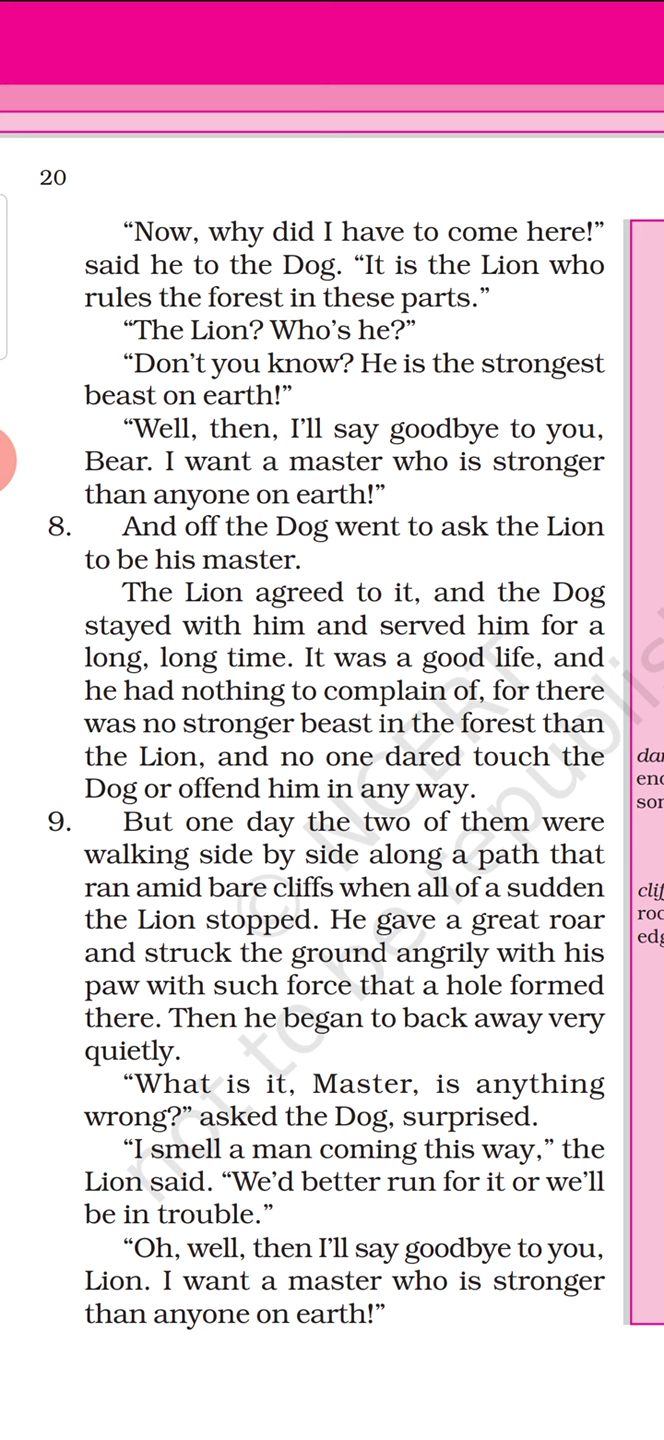 20
“Now, why did I have to come here!”
said he to the Dog. “It is the Lion who
rules the forest in these parts.”
“The Lion? Who’s he?”
“Don’t you know? He is the strongest
beast on earth!”
“Well, then, I’ll say goodbye to you,
Bear. I want a master who is stronger
than anyone on earth!”
8. And off the Dog went to ask the Lion
to be his master.
The Lion agreed to it, and the Dog
stayed with him and served him for a
long, long time. It was a good life, and
he had nothing to complain of, for there
was no stronger beast in the forest than
the Lion, and no one dared touch the
Dog or offend him in any way.
9. But one day the two of them were
walking side by side along a path that
ran amid bare cliffs when all of a sudden
the Lion stopped. He gave a great roar
and struck the ground angrily with his
paw with such force that a hole formed
there. Then he began to back away very
quietly.
“What is it, Master, is anything
wrong?” asked the Dog, surprised.
“I smell a man coming this way,” the
Lion said. “We’d better run for it or we’ll
be in trouble.”
“Oh, well, then I’ll say goodbye to you,
Lion. I want a master who is stronger
than anyone on earth!”
© NCERT
not to be republis